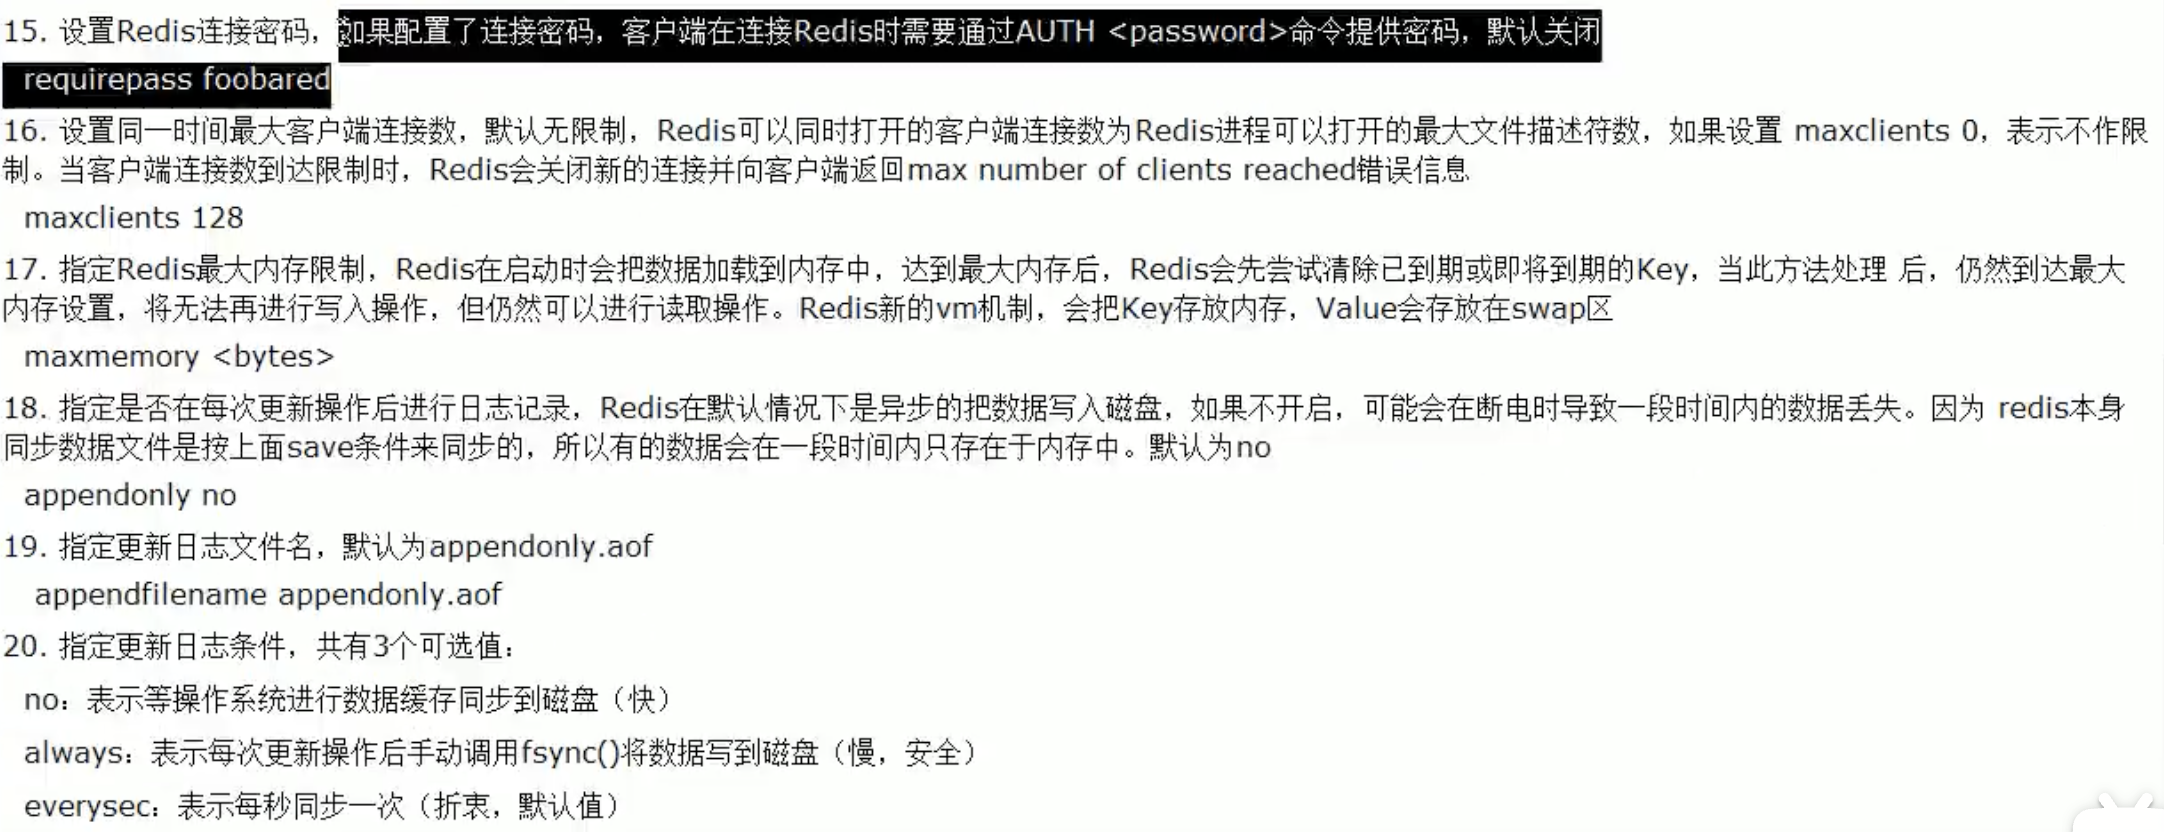 15. 设置Redis连接密码，如果配置了连接密码，客户端在连接Redis时需要通过AUTH <password>命令提供密码，默认关闭
requirepass foobared
16. 设置同一时间最大客户端连接数，默认无限制，Redis可以同时打开的客户端连接数为Redis进程可以打开的最大文件描述符数，如果设置 maxclients 0，表示不作限
制。当客户端连接数到达限制时，Redis会关闭新的连接并向客户端返回max number of clients reached错误信息
maxclients 128
17. 指定Redis最大内存限制，Redis在启动时会把数据加载到内存中，达到最大内存后，Redis会先尝试清除已到期或即将到期的Key，当此方法处理 后，仍然到达最大
内存设置，将无法再进行写入操作，但仍然可以进行读取操作。Redis新的vm机制，会把Key存放内存，Value会存放在swap区
maxmemory <bytes>
18. 指定是否在每次更新操作后进行日志记录，Redis在默认情况下是异步的把数据写入磁盘，如果不开启，可能会在断电时导致一段时间内的数据丢失。因为 redis本身
同步数据文件是按上面save条件来同步的，所以有的数据会在一段时间内只存在于内存中。默认为no
appendonly no
19. 指定更新日志文件名，默认为appendonly.aof
appendfilename appendonly.aof
20. 指定更新日志条件，共有3个可选值：
no：表示等操作系统进行数据缓存同步到磁盘（快）
always：表示每次更新操作后手动调用fsync()将数据写到磁盘（慢，安全）
everysec：表示每秒同步一次（折衷，默认值）